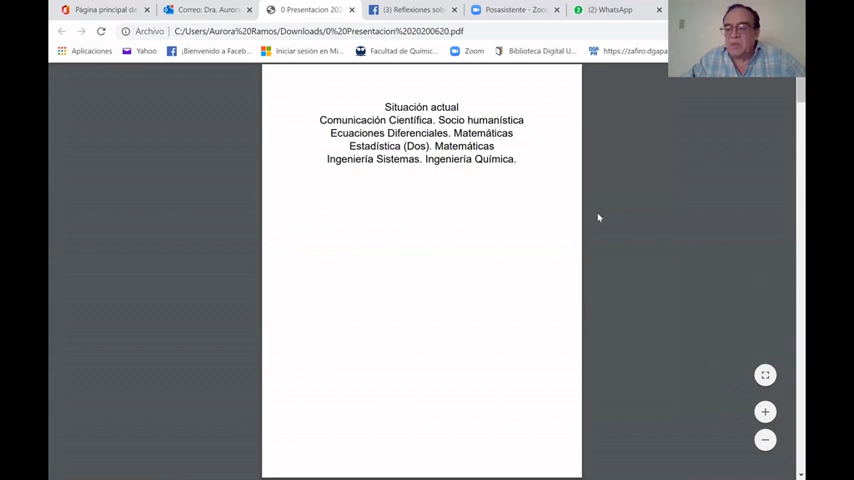 Página principal de
Correo: Dra. Auror
0 Presentacion 202
(3) Reflexiones sob
Posasistente - Zoo
(2) WhatsApp
Archivo
C:/Users/Aurora%20Ramos/Downloads/0%20Presentacion%2020200620.pdf
Aplicaciones
Yahoo
¡Bienvenido a Faceb...
Iniciar sesión en Mi...
Facultad de Químic...
Zoom
Biblioteca Digital U...
https://zafiro.dgapa
Situación actual
Comunicación Científica. Socio humanística
Ecuaciones Diferenciales. Matemáticas
Estadística (Dos). Matemáticas
Ingeniería Sistemas. Ingeniería Química.